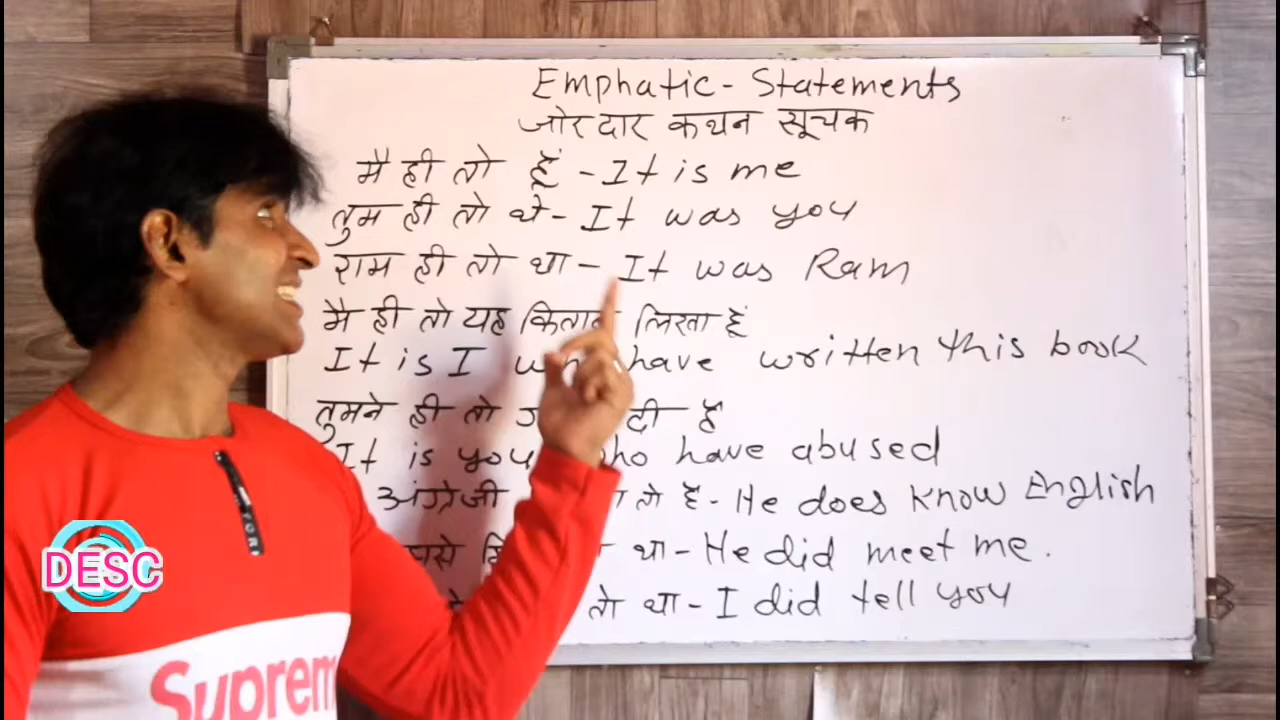 Emphatic - Statements
जोरदार कथन सूचक
मै ही तो हूं - It is me
तुम ही तो थे - It was you
राम ही तो था - It was Ram
मै ही तो यह किताब लिखा हूं
It is I who have written this book
तुमने ही तो दी है
It is you who have abused
अंग्रेजी तो है - He does know English
था - He did meet me.
तो था - I did tell you
DESC
Suprem